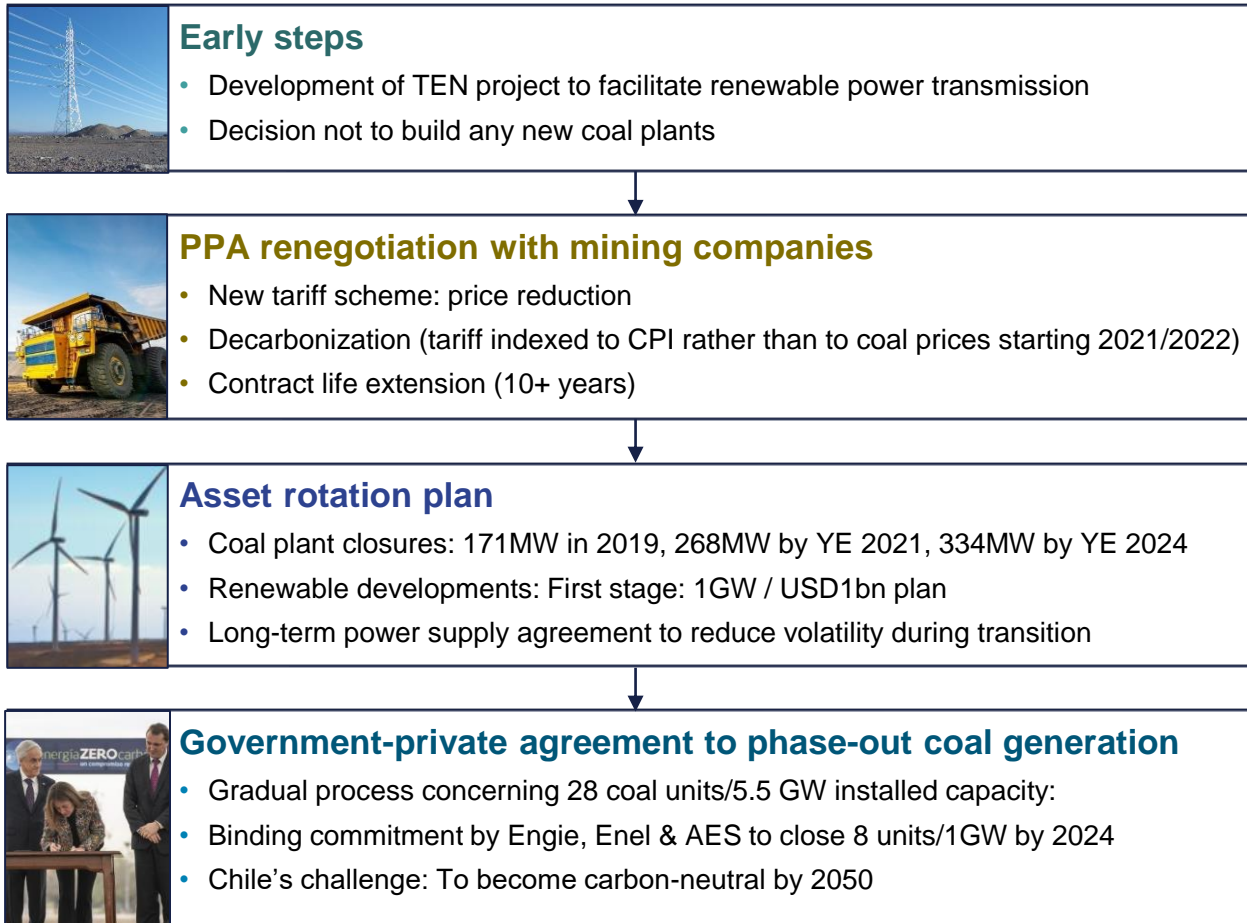 Early steps
• Development of TEN project to facilitate renewable power transmission
• Decision not to build any new coal plants
PPA renegotiation with mining companies
• New tariff scheme: price reduction
• Decarbonization (tariff indexed to CPI rather than to coal prices starting 2021/2022)
• Contract life extension (10+ years)
Asset rotation plan
• Coal plant closures: 171MW in 2019, 268MW by YE 2021, 334MW by YE 2024
• Renewable developments: First stage: 1GW / USD1bn plan
• Long-term power supply agreement to reduce volatility during transition
nergíaZEROcarb
un compromiso
Government-private agreement to phase-out coal generation
• Gradual process concerning 28 coal units/5.5 GW installed capacity:
• Binding commitment by Engie, Enel & AES to close 8 units/1GW by 2024
• Chile's challenge: To become carbon-neutral by 2050